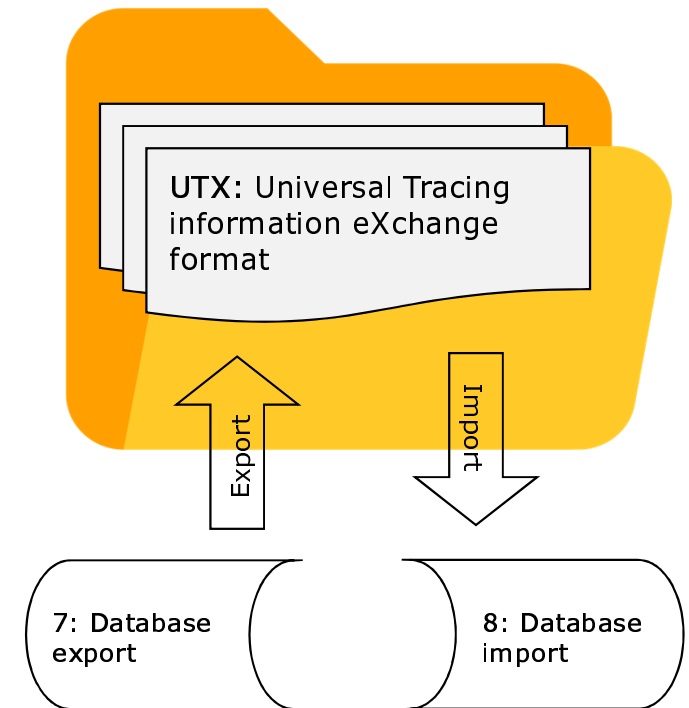 UTX: Universal Tracing
information eXchange
format
Export
Import
7: Database
export
8: Database
import